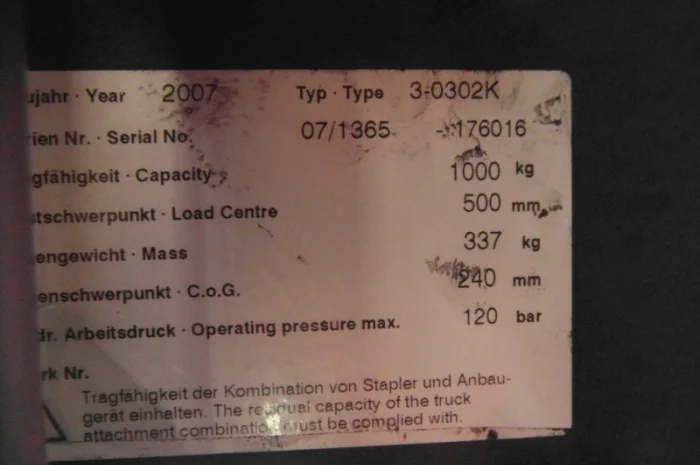 ujahr · Year 2007 Typ · Type 3-0302K
rien Nr. · Serial No. 07/1365 - 176016
gfähigkeit · Capacity 1000 kg
stschwerpunkt · Load Centre 500 mm
engewicht · Mass 337 kg
enschwerpunkt · C.o.G. 240 mm
dr. Arbeitsdruck · Operating pressure max. 120 bar
rk Nr.
Tragfähigkeit der Kombination von Stapler und Anbau-
gerät einhalten. The residual capacity of the truck
attachment combination must be complied with.